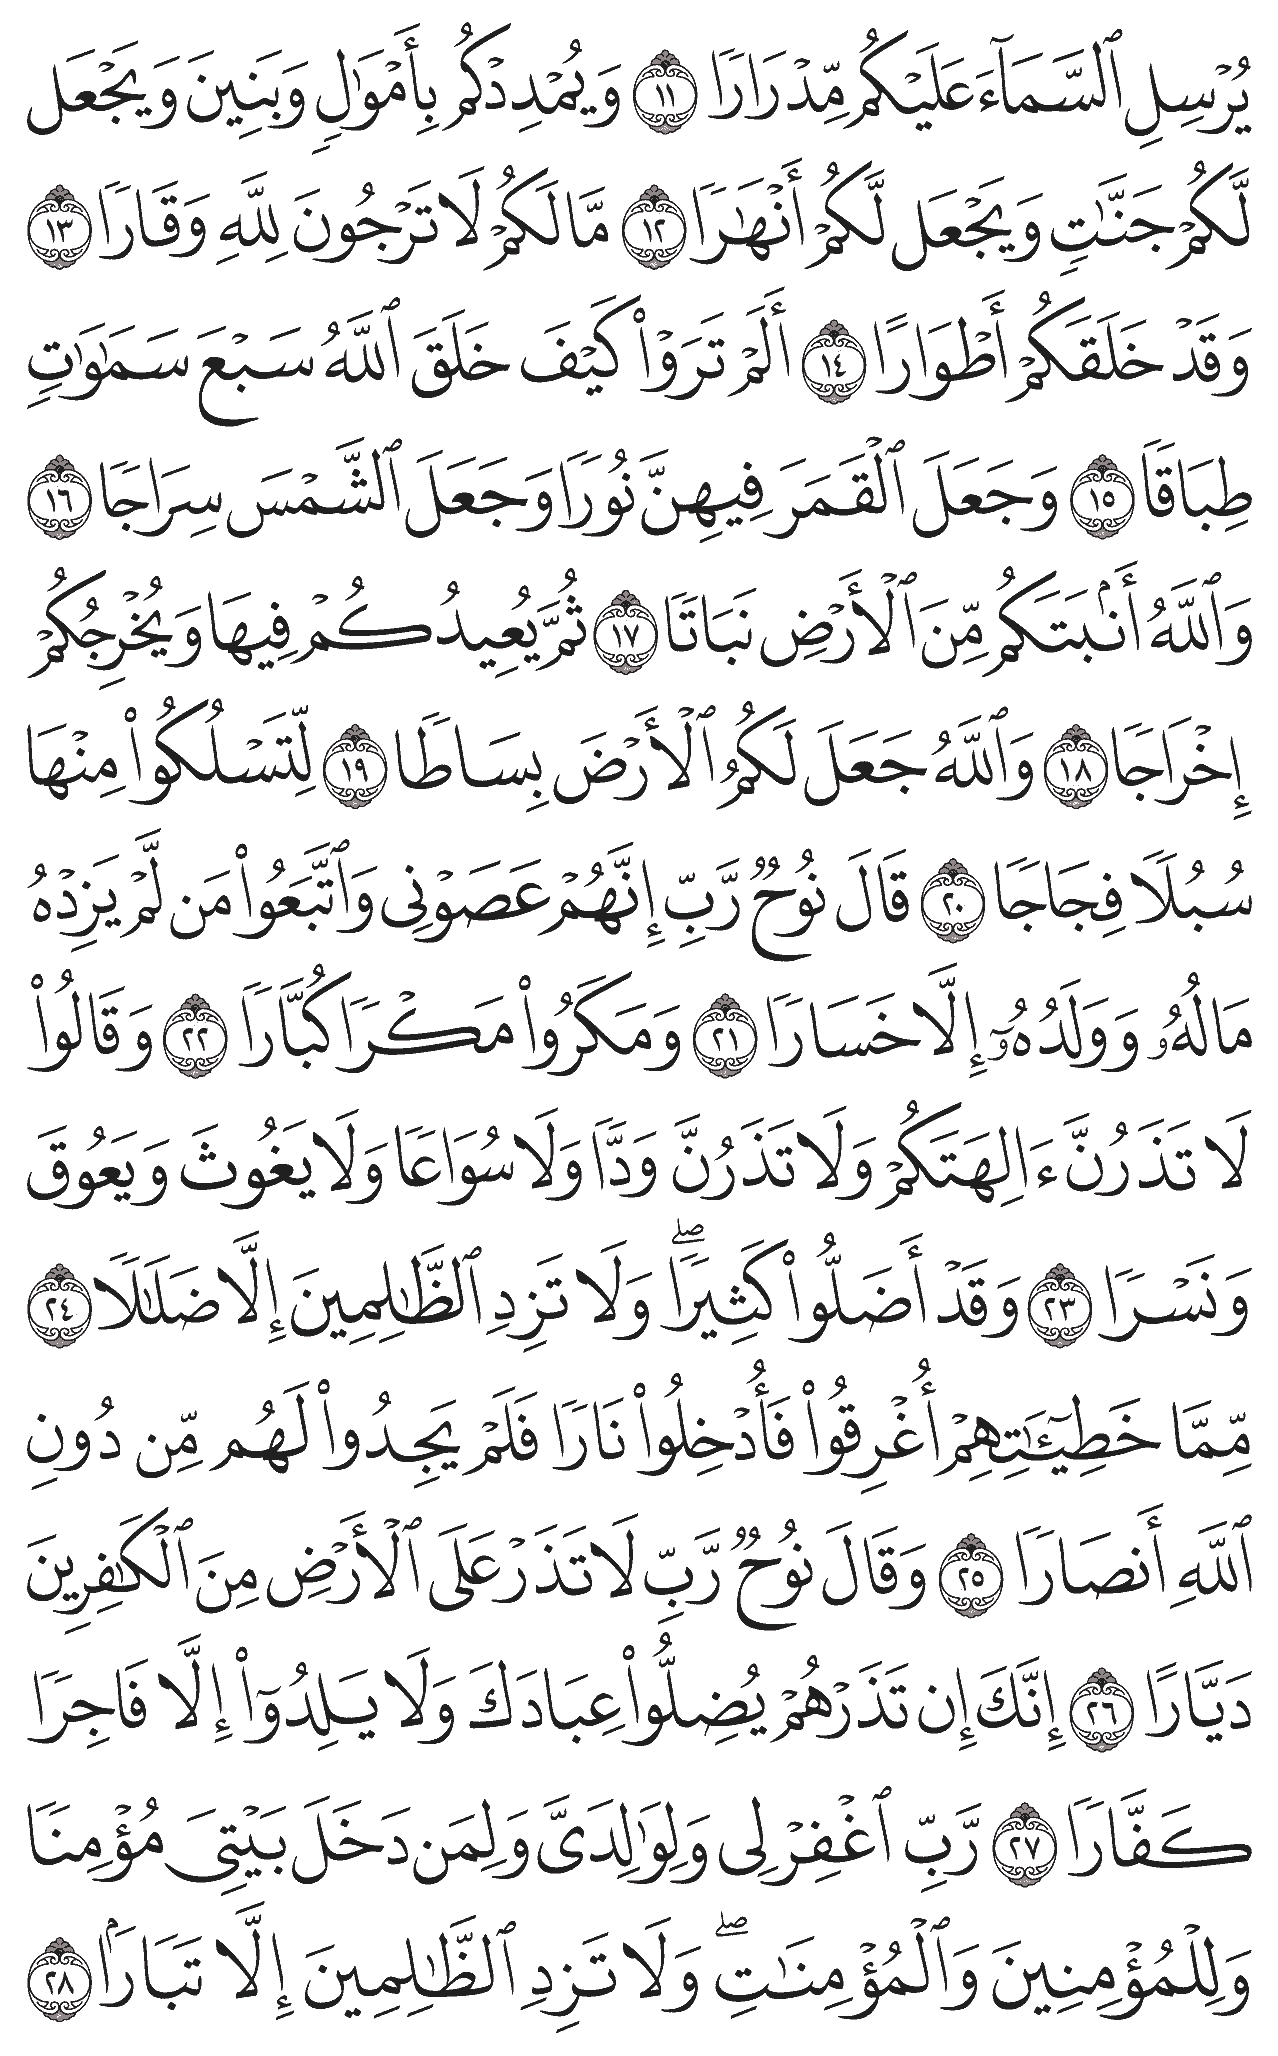 يُرْسِلِ ٱلسَّمَآءَ عَلَيْكُم مِّدْرَارًا ١١ وَيُمْدِدْكُم بِأَمْوَٰلٍ وَبَنِينَ وَيَجْعَل
لَّكُمْ جَنَّٰتٍ وَيَجْعَل لَّكُمْ أَنْهَٰرًا ١٢ مَّا لَكُمْ لَا تَرْجُونَ لِلَّهِ وَقَارًا ١٣
وَقَدْ خَلَقَكُمْ أَطْوَارًا ١٤ أَلَمْ تَرَوْا۟ كَيْفَ خَلَقَ ٱللَّهُ سَبْعَ سَمَٰوَٰتٍ
طِبَاقًا ١٥ وَجَعَلَ ٱلْقَمَرَ فِيهِنَّ نُورًا وَجَعَلَ ٱلشَّمْسَ سِرَاجًا ١٦
وَٱللَّهُ أَنۢبَتَكُم مِّنَ ٱلْأَرْضِ نَبَاتًا ١٧ ثُمَّ يُعِيدُكُمْ فِيهَا وَيُخْرِجُكُمْ
إِخْرَاجًا ١٨ وَٱللَّهُ جَعَلَ لَكُمُ ٱلْأَرْضَ بِسَاطًا ١٩ لِّتَسْلُكُوا۟ مِنْهَا
سُبُلًا فِجَاجًا ٢٠ قَالَ نُوحٌ رَّبِّ إِنَّهُمْ عَصَوْنِى وَٱتَّبَعُوا۟ مَن لَّمْ يَزِدْهُ
مَالُهُۥ وَوَلَدُهُۥٓ إِلَّا خَسَارًا ٢١ وَمَكَرُوا۟ مَكْرًا كُبَّارًا ٢٢ وَقَالُوا۟
لَا تَذَرُنَّ ءَالِهَتَكُمْ وَلَا تَذَرُنَّ وَدًّا وَلَا سُوَاعًا وَلَا يَغُوثَ وَيَعُوقَ
وَنَسْرًا ٢٣ وَقَدْ أَضَلُّوا۟ كَثِيرًا ۖ وَلَا تَزِدِ ٱلظَّٰلِمِينَ إِلَّا ضَلَٰلًا ٢٤
مِّمَّا خَطِيٓـَٰٔتِهِمْ أُغْرِقُوا۟ فَأُدْخِلُوا۟ نَارًا فَلَمْ يَجِدُوا۟ لَهُم مِّن دُونِ
ٱللَّهِ أَنصَارًا ٢٥ وَقَالَ نُوحٌ رَّبِّ لَا تَذَرْ عَلَى ٱلْأَرْضِ مِنَ ٱلْكَٰفِرِينَ
دَيَّارًا ٢٦ إِنَّكَ إِن تَذَرْهُمْ يُضِلُّوا۟ عِبَادَكَ وَلَا يَلِدُوٓا۟ إِلَّا فَاجِرًا
كَفَّارًا ٢٧ رَّبِّ ٱغْفِرْ لِى وَلِوَٰلِدَىَّ وَلِمَن دَخَلَ بَيْتِىَ مُؤْمِنًا
وَلِلْمُؤْمِنِينَ وَٱلْمُؤْمِنَٰتِ ۖ وَلَا تَزِدِ ٱلظَّٰلِمِينَ إِلَّا تَبَارًۢا ٢٨